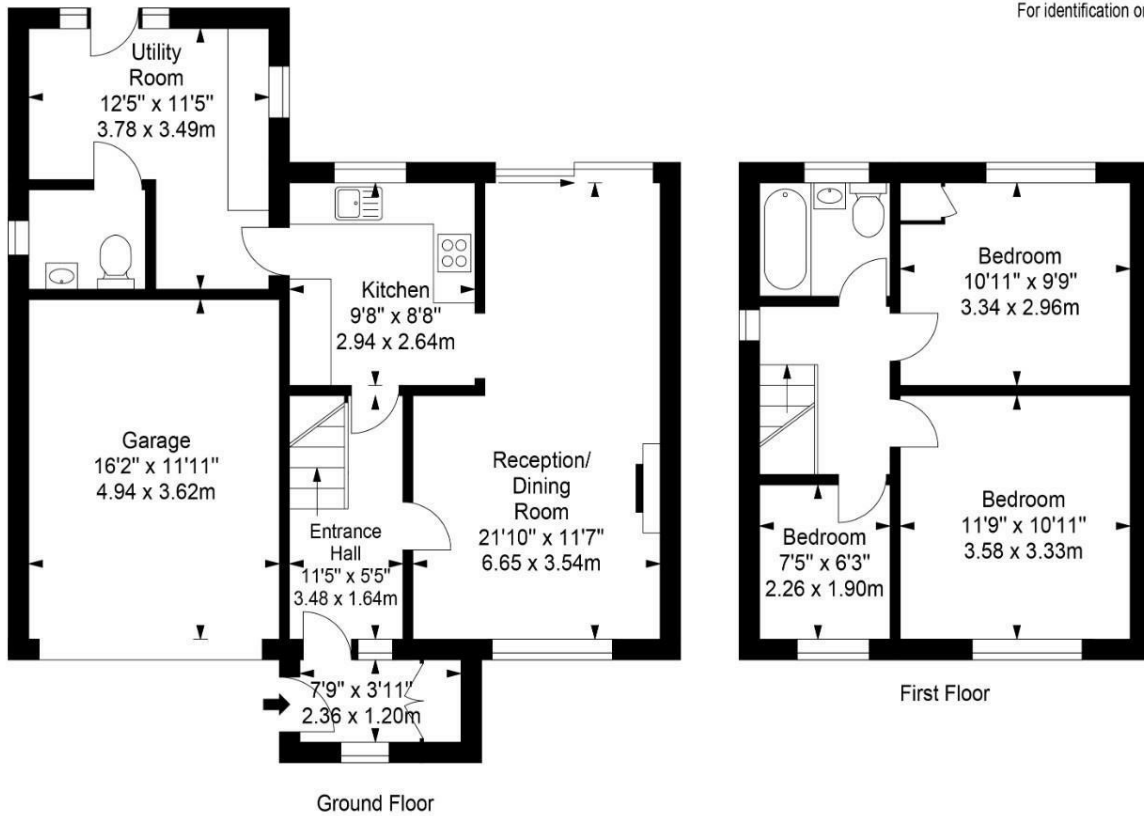 For identification
Utility
Room
12'5" x 11'5"
3.78 x 3.49m
Kitchen
9'8" x 8'8"
2.94 x 2.64m
Garage
16'2" x 11'11"
4.94 x 3.62m
Entrance
Hall
11'5" x 5'5"
3.48 x 1.64m
Reception/
Dining
Room
21'10" x 11'7"
6.65 x 3.54m
7'9" x 3'11"
2.36 x 1.20m
Ground Floor
Bedroom
10'11" x 9'9"
3.34 x 2.96m
Bedroom
7'5" x 6'3"
2.26 x 1.90m
Bedroom
11'9" x 10'11"
3.58 x 3.33m
First Floor